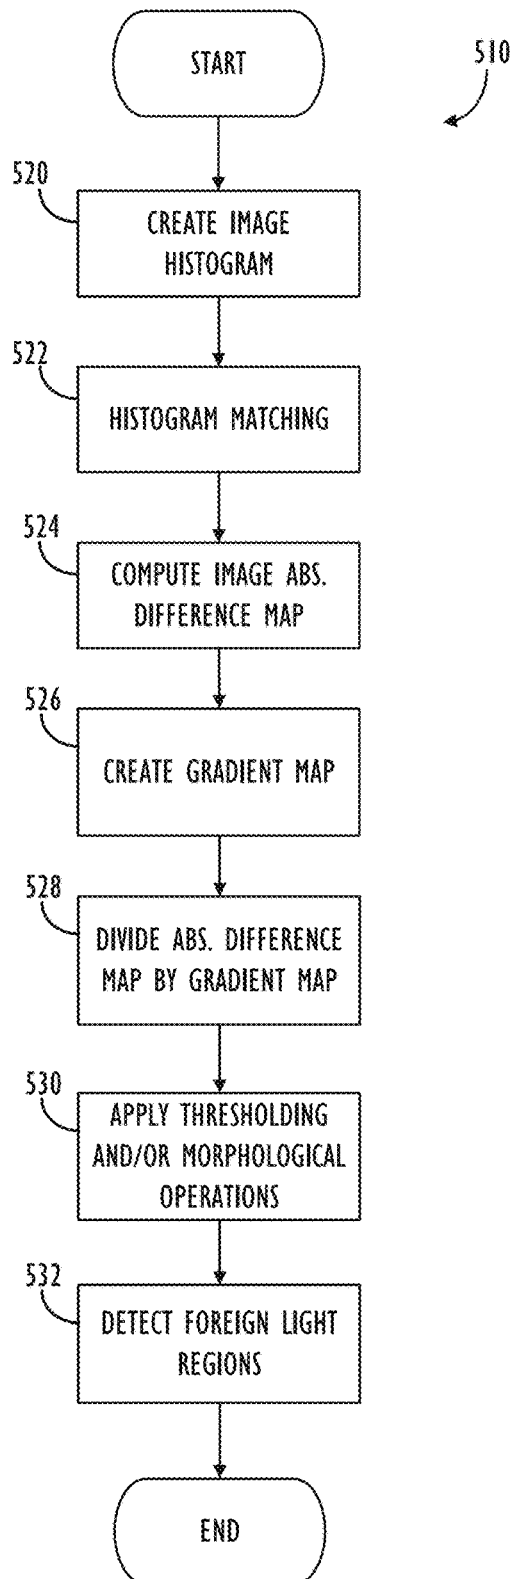 START
510
520
CREATE IMAGE
HISTOGRAM
522
HISTOGRAM MATCHING
524
COMPUTE IMAGE ABS.
DIFFERENCE MAP
526
CREATE GRADIENT MAP
528
DIVIDE ABS. DIFFERENCE
MAP BY GRADIENT MAP
530
APPLY THRESHOLDING
AND/OR MORPHOLOGICAL
OPERATIONS
532
DETECT FOREIGN LIGHT
REGIONS
END